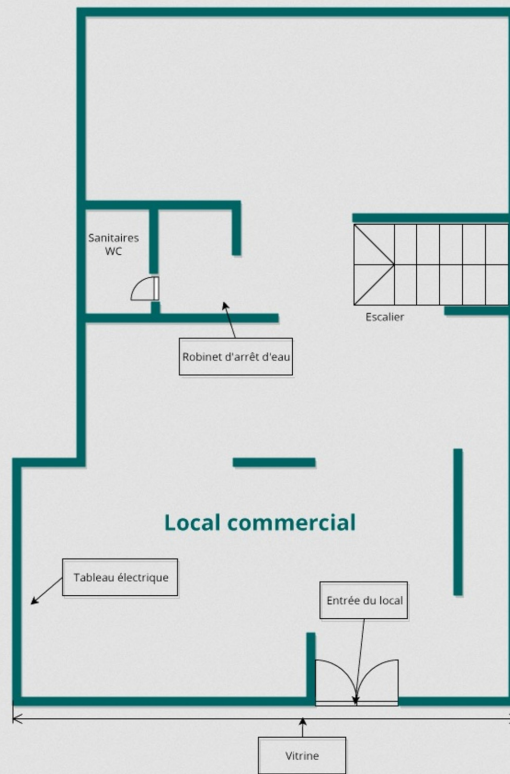 Sanitaires
WC
Escalier
Robinet d'arrêt d'eau
Local commercial
Tableau électrique
Entrée du local
Vitrine